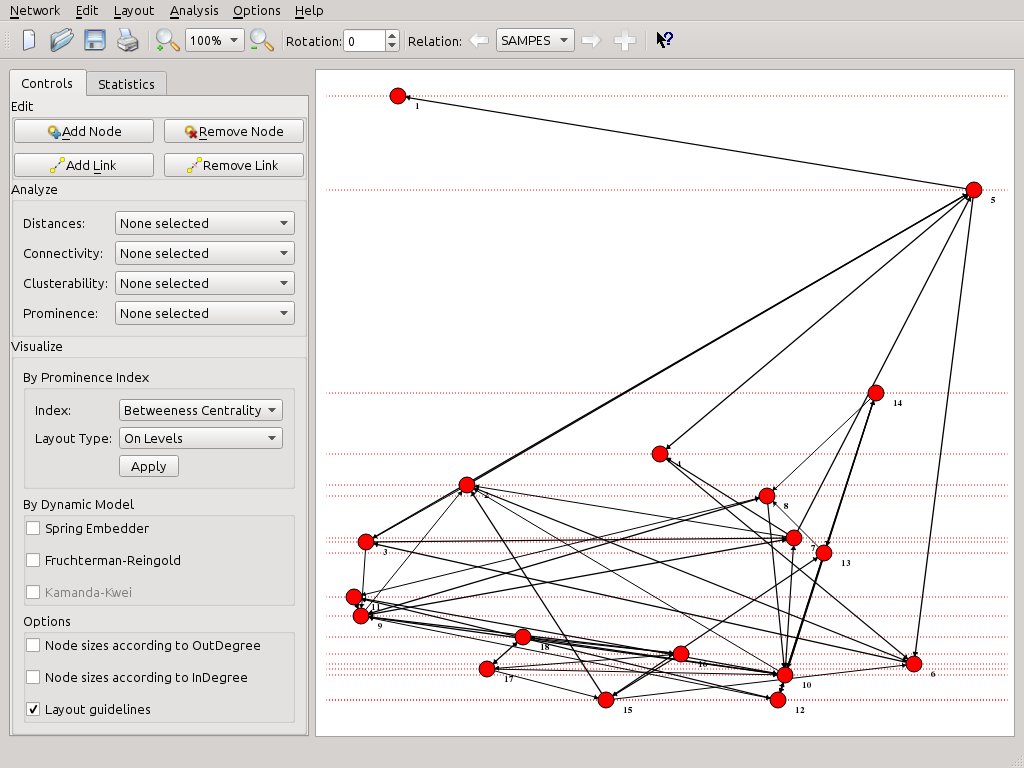 Network Edit Layout Analysis Options Help
100% Rotation: 0 Relation: SAMPES
Controls Statistics
Edit
Add Node Remove Node
Add Link Remove Link
Analyze
Distances: None selected
Connectivity: None selected
Clusterability: None selected
Prominence: None selected
Visualize
By Prominence Index
Index: Betweeness Centrality
Layout Type: On Levels
Apply
By Dynamic Model
Spring Embedder
Fruchterman-Reingold
Kamanda-Kwei
Options
Node sizes according to OutDegree
Node sizes according to InDegree
Layout guidelines
1
5
14
4
8
3
7
13
11
9
18
16
17
6
10
15
12